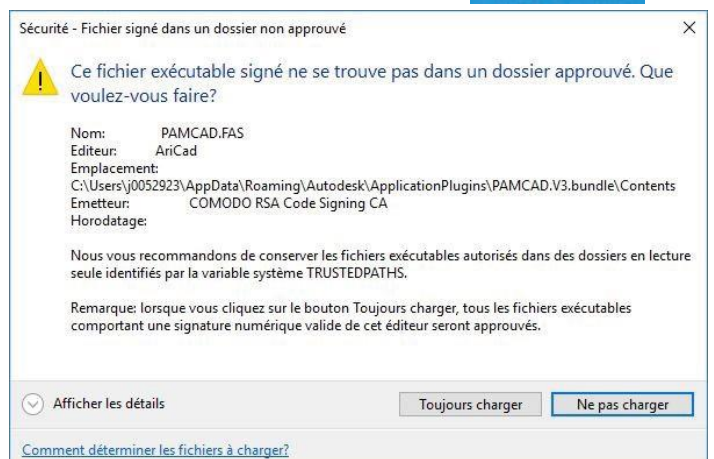 Sécurité - Fichier signé dans un dossier non approuvé
Ce fichier exécutable signé ne se trouve pas dans un dossier approuvé. Que
voulez-vous faire?
Nom: PAMCAD.FAS
Editeur: AriCad
Emplacement:
C:\Users\j0052923\AppData\Roaming\Autodesk\ApplicationPlugins\PAMCAD.V3.bundle\Contents
Emetteur: COMODO RSA Code Signing CA
Horodatage:
Nous vous recommandons de conserver les fichiers exécutables autorisés dans des dossiers en lecture
seule identifiés par la variable système TRUSTEDPATHS.
Remarque: lorsque vous cliquez sur le bouton Toujours charger, tous les fichiers exécutables
comportant une signature numérique valide de cet éditeur seront approuvés.
Afficher les détails Toujours charger Ne pas charger
Comment déterminer les fichiers à charger?